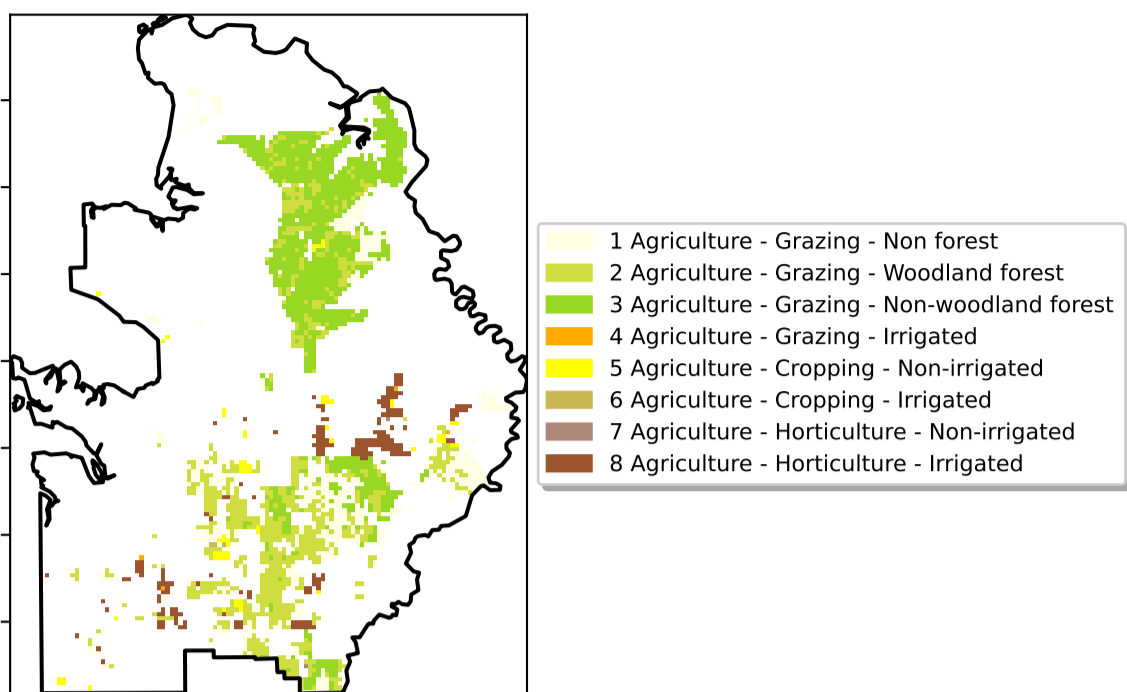 1 Agriculture - Grazing - Non forest
2 Agriculture - Grazing - Woodland forest
3 Agriculture - Grazing - Non-woodland forest
4 Agriculture - Grazing - Irrigated
5 Agriculture - Cropping - Non-irrigated
6 Agriculture - Cropping - Irrigated
7 Agriculture - Horticulture - Non-irrigated
8 Agriculture - Horticulture - Irrigated